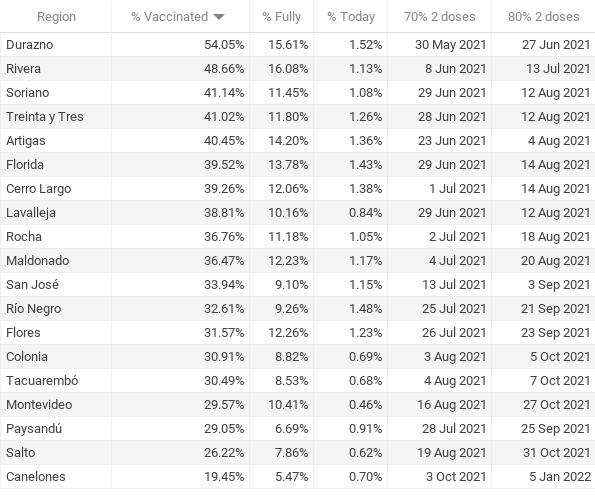 Region % Vaccinated % Fully % Today 70% 2 doses 80% 2 doses
Durazno 54.05% 15.61% 1.52% 30 May 2021 27 Jun 2021
Rivera 48.66% 16.08% 1.13% 8 Jun 2021 13 Jul 2021
Soriano 41.14% 11.45% 1.08% 29 Jun 2021 12 Aug 2021
Treinta y Tres 41.02% 11.80% 1.26% 28 Jun 2021 12 Aug 2021
Artigas 40.45% 14.20% 1.36% 23 Jun 2021 4 Aug 2021
Florida 39.52% 13.78% 1.43% 29 Jun 2021 14 Aug 2021
Cerro Largo 39.26% 12.06% 1.38% 1 Jul 2021 14 Aug 2021
Lavalleja 38.81% 10.16% 0.84% 29 Jun 2021 12 Aug 2021
Rocha 36.76% 11.18% 1.05% 2 Jul 2021 18 Aug 2021
Maldonado 36.47% 12.23% 1.17% 4 Jul 2021 20 Aug 2021
San José 33.94% 9.10% 1.15% 13 Jul 2021 3 Sep 2021
Río Negro 32.61% 9.26% 1.48% 25 Jul 2021 21 Sep 2021
Flores 31.57% 12.26% 1.23% 26 Jul 2021 23 Sep 2021
Colonia 30.91% 8.82% 0.69% 3 Aug 2021 5 Oct 2021
Tacuarembó 30.49% 8.53% 0.68% 4 Aug 2021 7 Oct 2021
Montevideo 29.57% 10.41% 0.46% 16 Aug 2021 27 Oct 2021
Paysandú 29.05% 6.69% 0.91% 28 Jul 2021 25 Sep 2021
Salto 26.22% 7.86% 0.62% 19 Aug 2021 31 Oct 2021
Canelones 19.45% 5.47% 0.70% 3 Oct 2021 5 Jan 2022